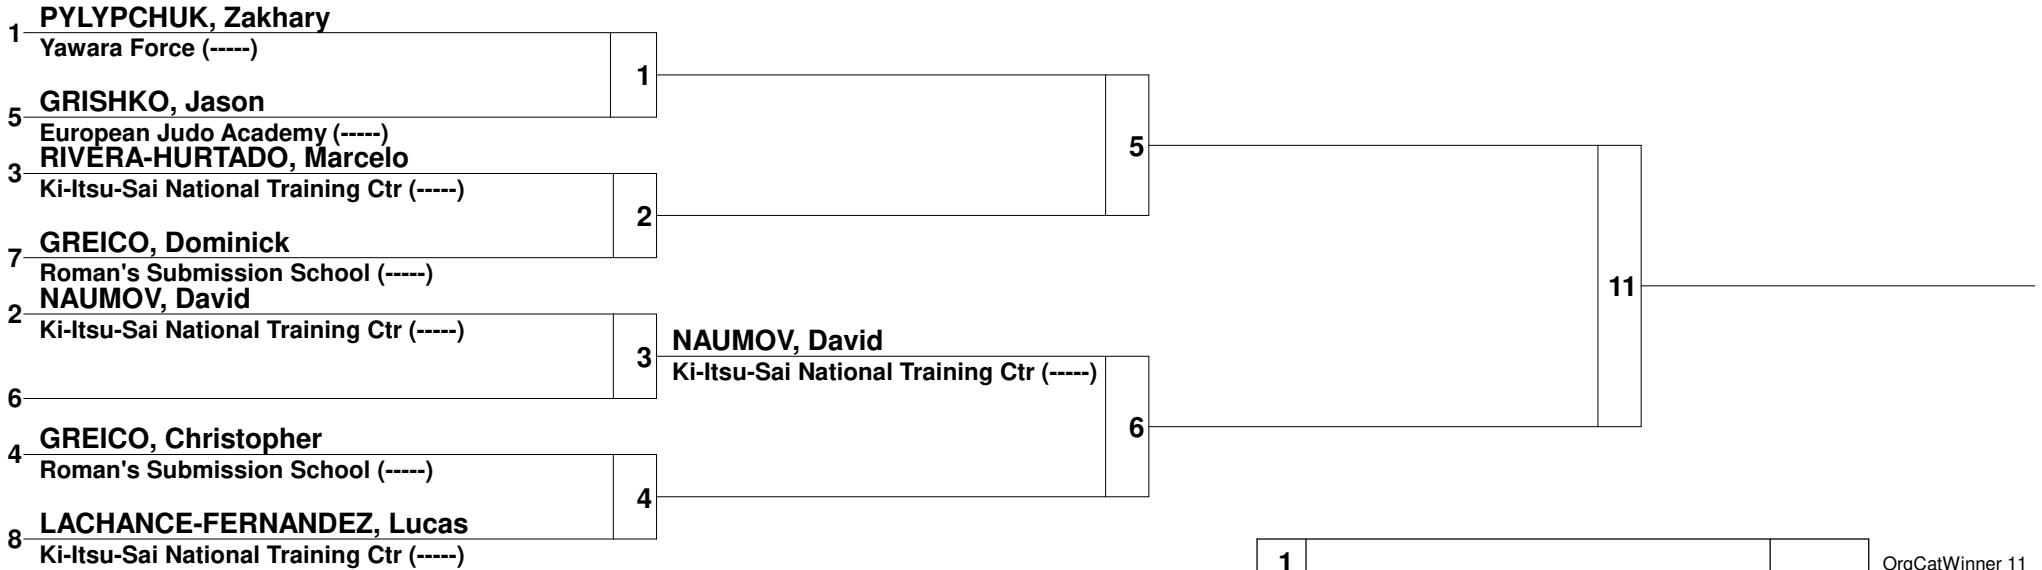 PYLYPCHUK, Zakhary
1
Yawara Force (-----)
1
GRISHKO, Jason
5
European Judo Academy (-----)
5
RIVERA-HURTADO, Marcelo
3
Ki-Itsu-Sai National Training Ctr (-----)
2
GREICO, Dominick
7
Roman's Submission School (-----)
11
NAUMOV, David
2
Ki-Itsu-Sai National Training Ctr (-----)
3
NAUMOV, David
Ki-Itsu-Sai National Training Ctr (-----)
6
6
GREICO, Christopher
4
Roman's Submission School (-----)
4
LACHANCE-FERNANDEZ, Lucas
8
Ki-Itsu-Sai National Training Ctr (-----)
1
OrgCatWinner 11